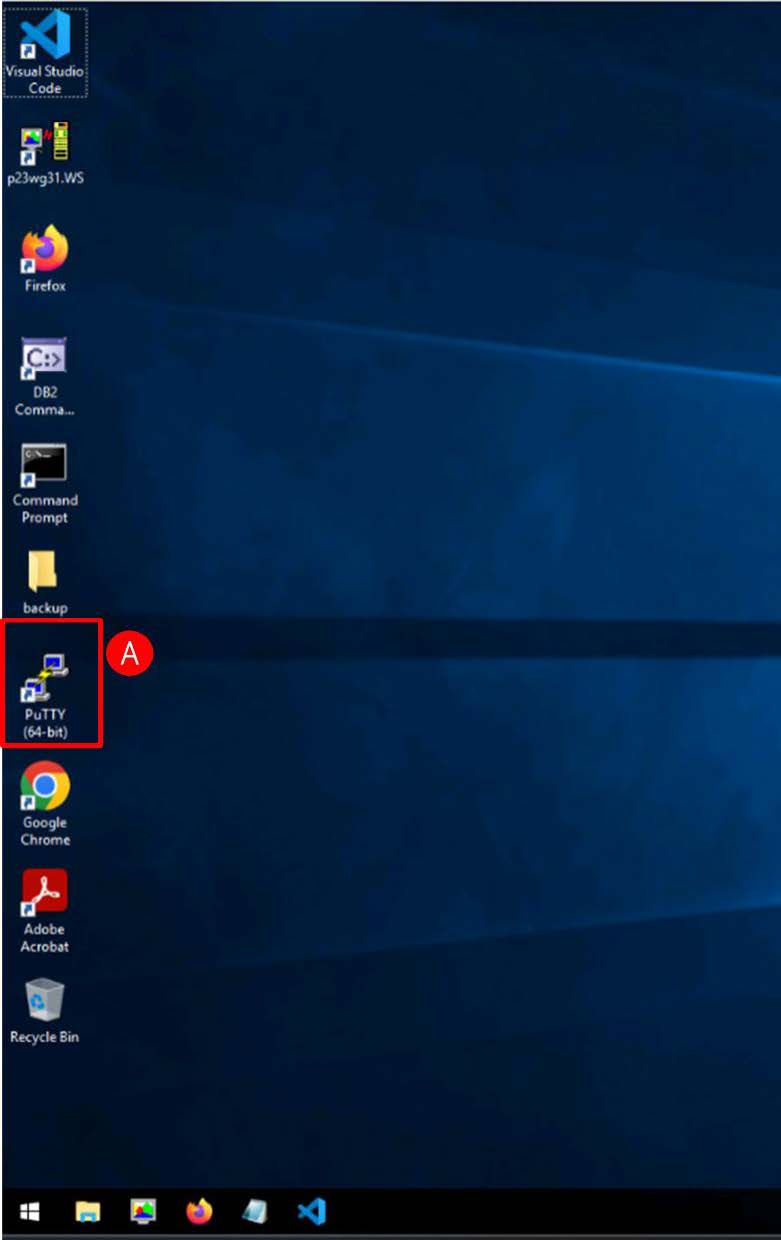 Visual Studio
Code
p23wg31.WS
Firefox
C:\>
DB2
Comma...
C:\>_
Command
Prompt
backup
A
PuTTY
(64-bit)
Google
Chrome
Adobe
Acrobat
Recycle Bin